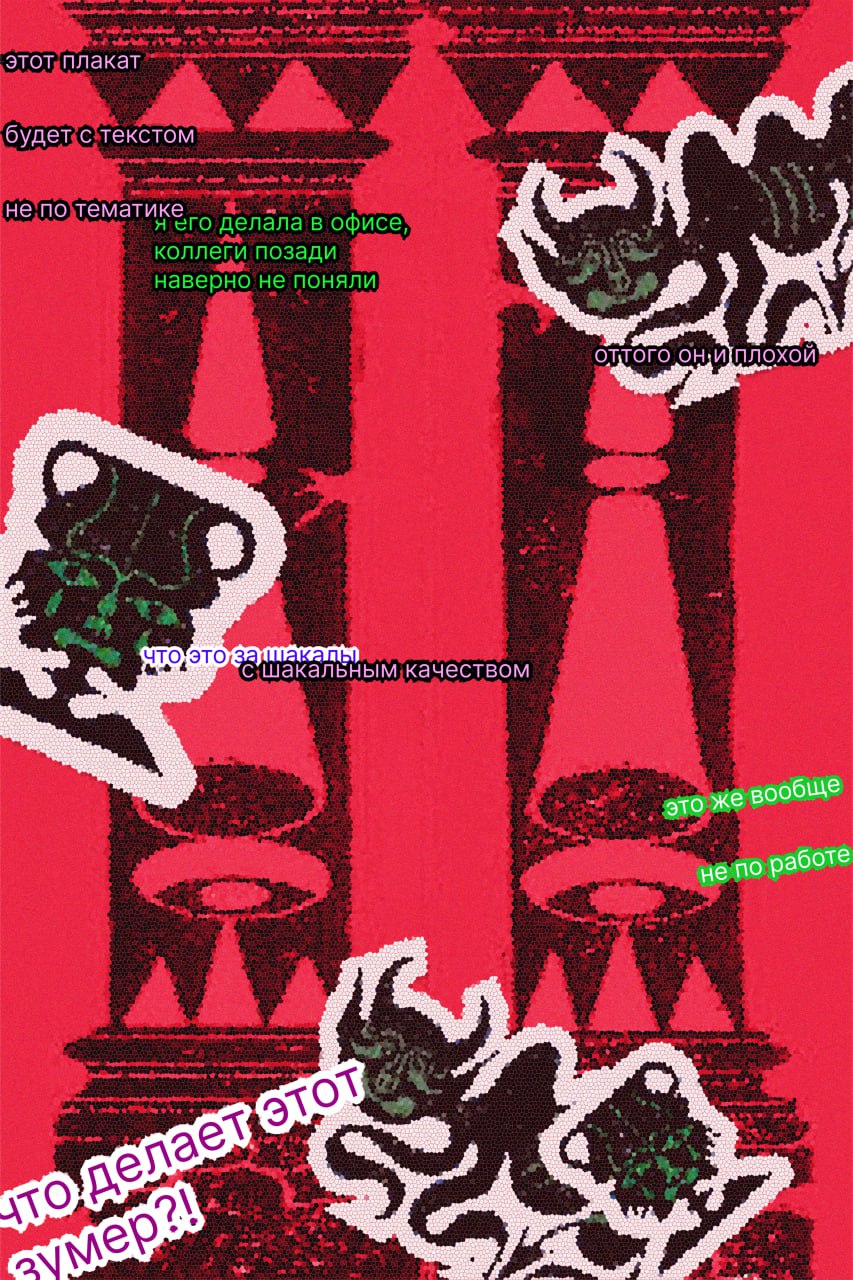 этот плакат
будет с текстом
не по тематике
я его делала в офисе,
коллеги позади
наверно не поняли
оттого он и плохой
что это за шакалы
с шакальным качеством
это же вообще
не по работе
что делает этот
зумер?!